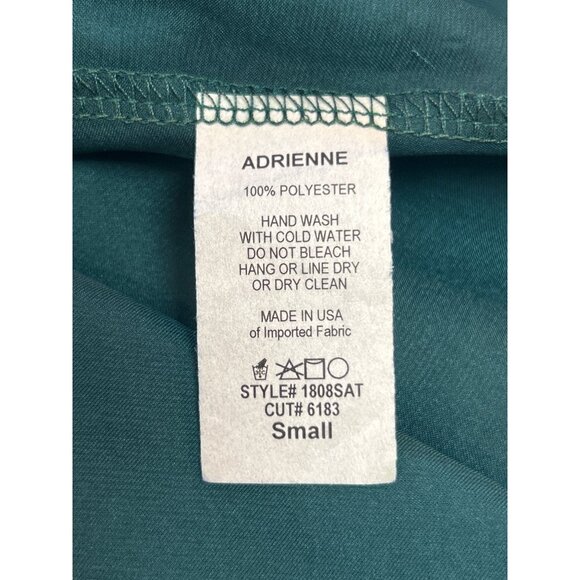 ADRIENNE
100% POLYESTER
HAND WASH
WITH COLD WATER
DO NOT BLEACH
HANG OR LINE DRY
OR DRY CLEAN
MADE IN USA
of Imported Fabric
STYLE# 1808SAT
CUT# 6183
Small